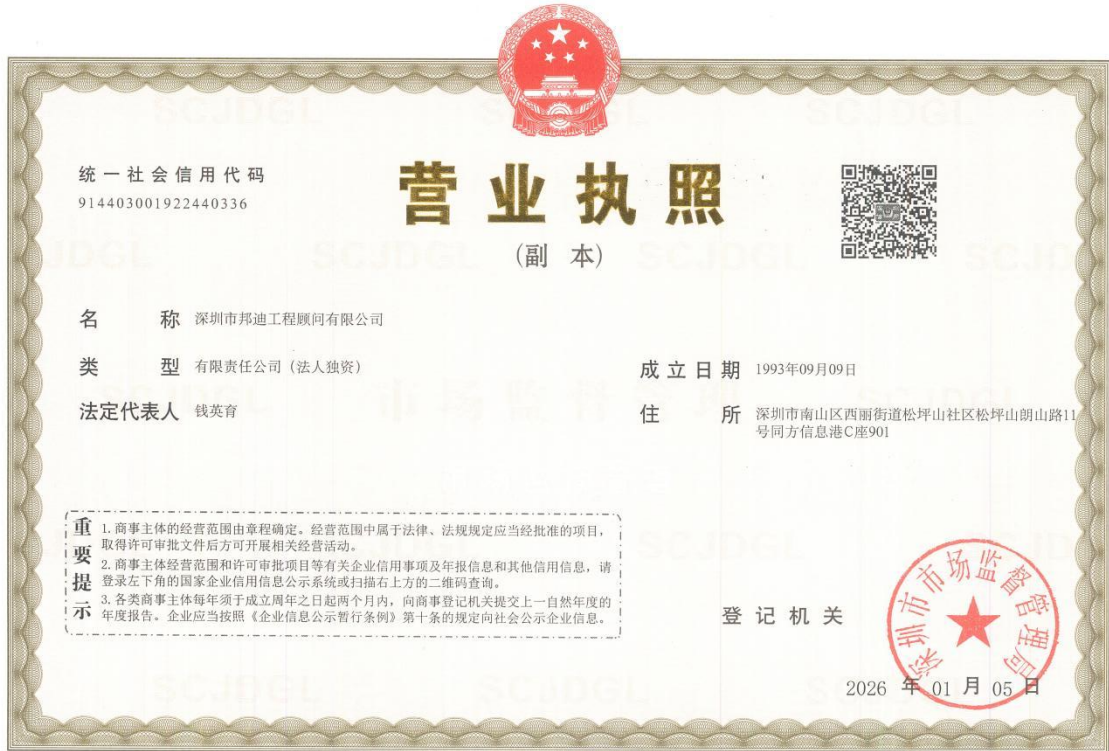 统一社会信用代码
914403001922440336
营业执照
(副 本)
名 称 深圳市邦迪工程顾问有限公司
类 型 有限责任公司(法人独资)
法定代表人 钱英育
成立日期 1993年09月09日
住 所 深圳市南山区西丽街道松坪山社区松坪山朗山路11
号同方信息港C座901
重要提示
1. 商事主体的经营范围由章程确定。经营范围中属于法律、法规规定应当经批准的项目,
取得许可审批文件后方可开展相关经营活动。
2. 商事主体经营范围和许可审批项目等有关企业信用事项及年报信息和其他信用信息,请
登录左下角的国家企业信用信息公示系统或扫描右上方的二维码查询。
3. 各类商事主体每年须于成立周年之日起两个月内,向商事登记机关提交上一自然年度的
年度报告。企业应当按照《企业信息公示暂行条例》第十条的规定向社会公示企业信息。
登记机关
深圳市市场监督管理局
2026 年 01 月 05 日
SCJDGL